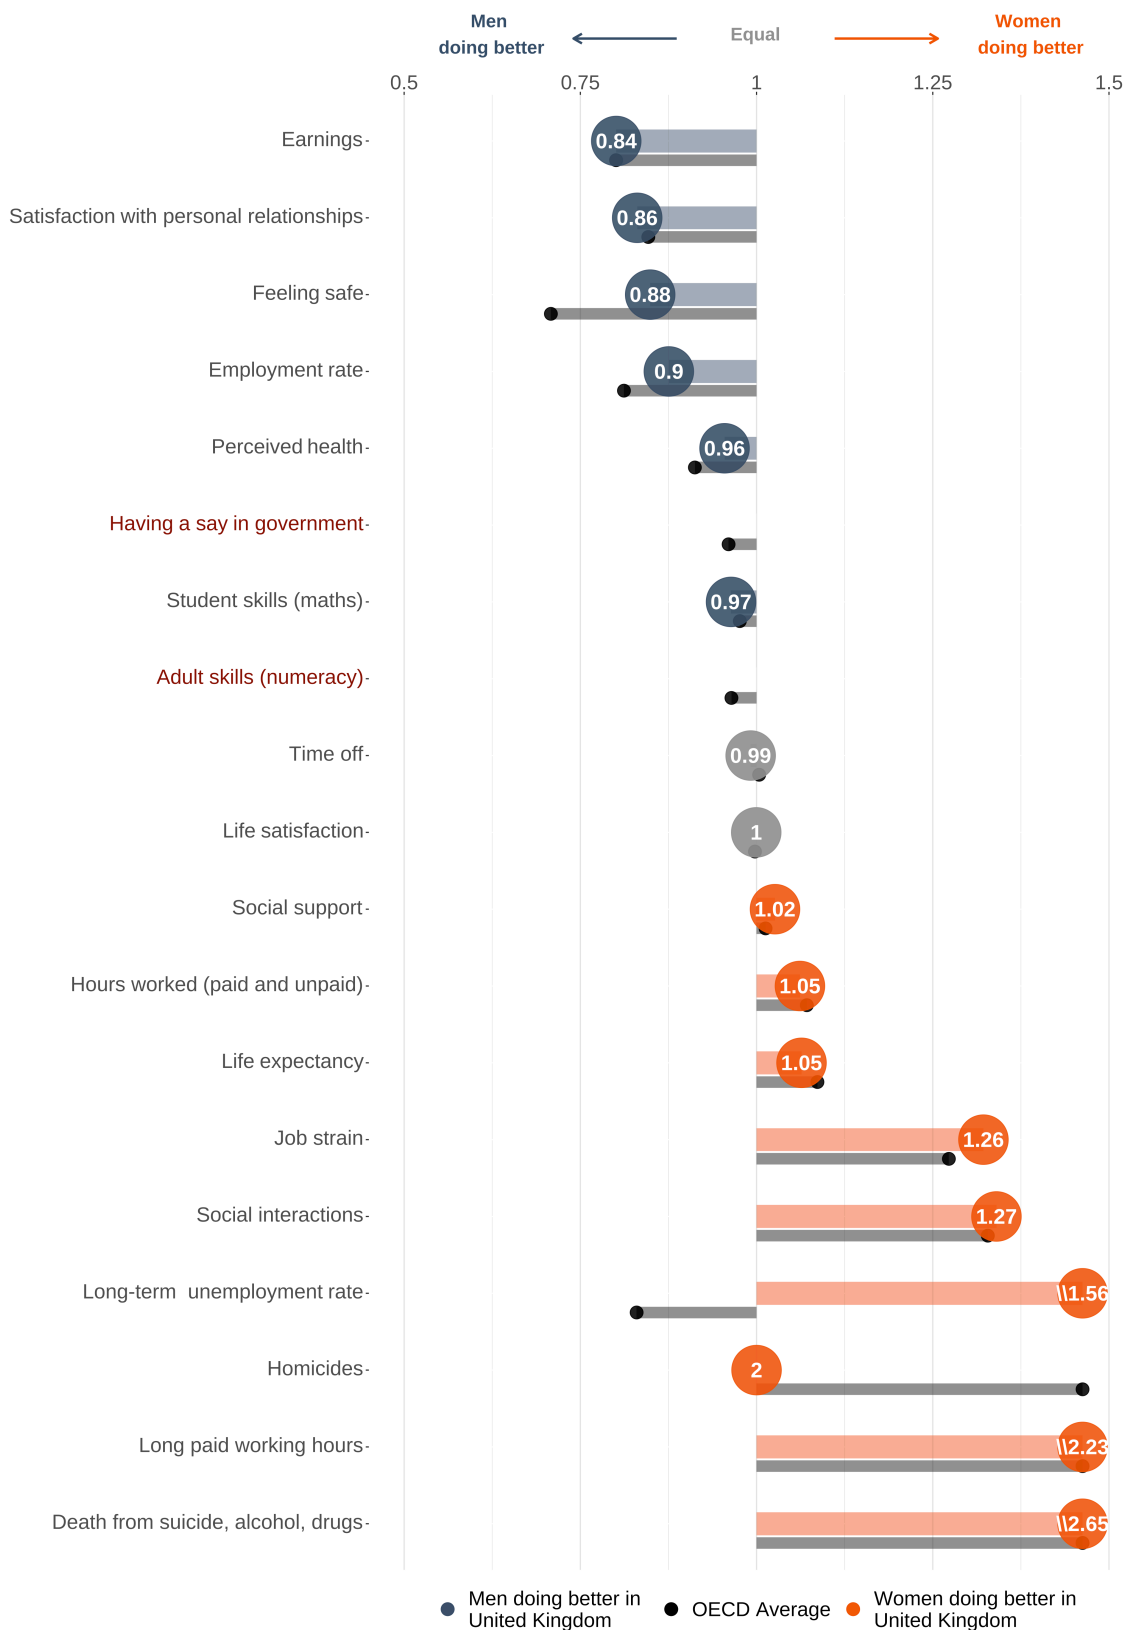 Men
doing better
Equal
Women
doing better
0.5 0.75 1 1.25 1.5
Earnings 0.84
Satisfaction with personal relationships 0.86
Feeling safe 0.88
Employment rate 0.9
Perceived health 0.96
Having a say in government
Student skills (maths) 0.97
Adult skills (numeracy)
Time off 0.99
Life satisfaction 1
Social support 1.02
Hours worked (paid and unpaid) 1.05
Life expectancy 1.05
Job strain 1.26
Social interactions 1.27
Long-term unemployment rate \\1.56
Homicides 2
Long paid working hours \\2.23
Death from suicide, alcohol, drugs \\2.65
Men doing better in
United Kingdom
OECD Average
Women doing better in
United Kingdom